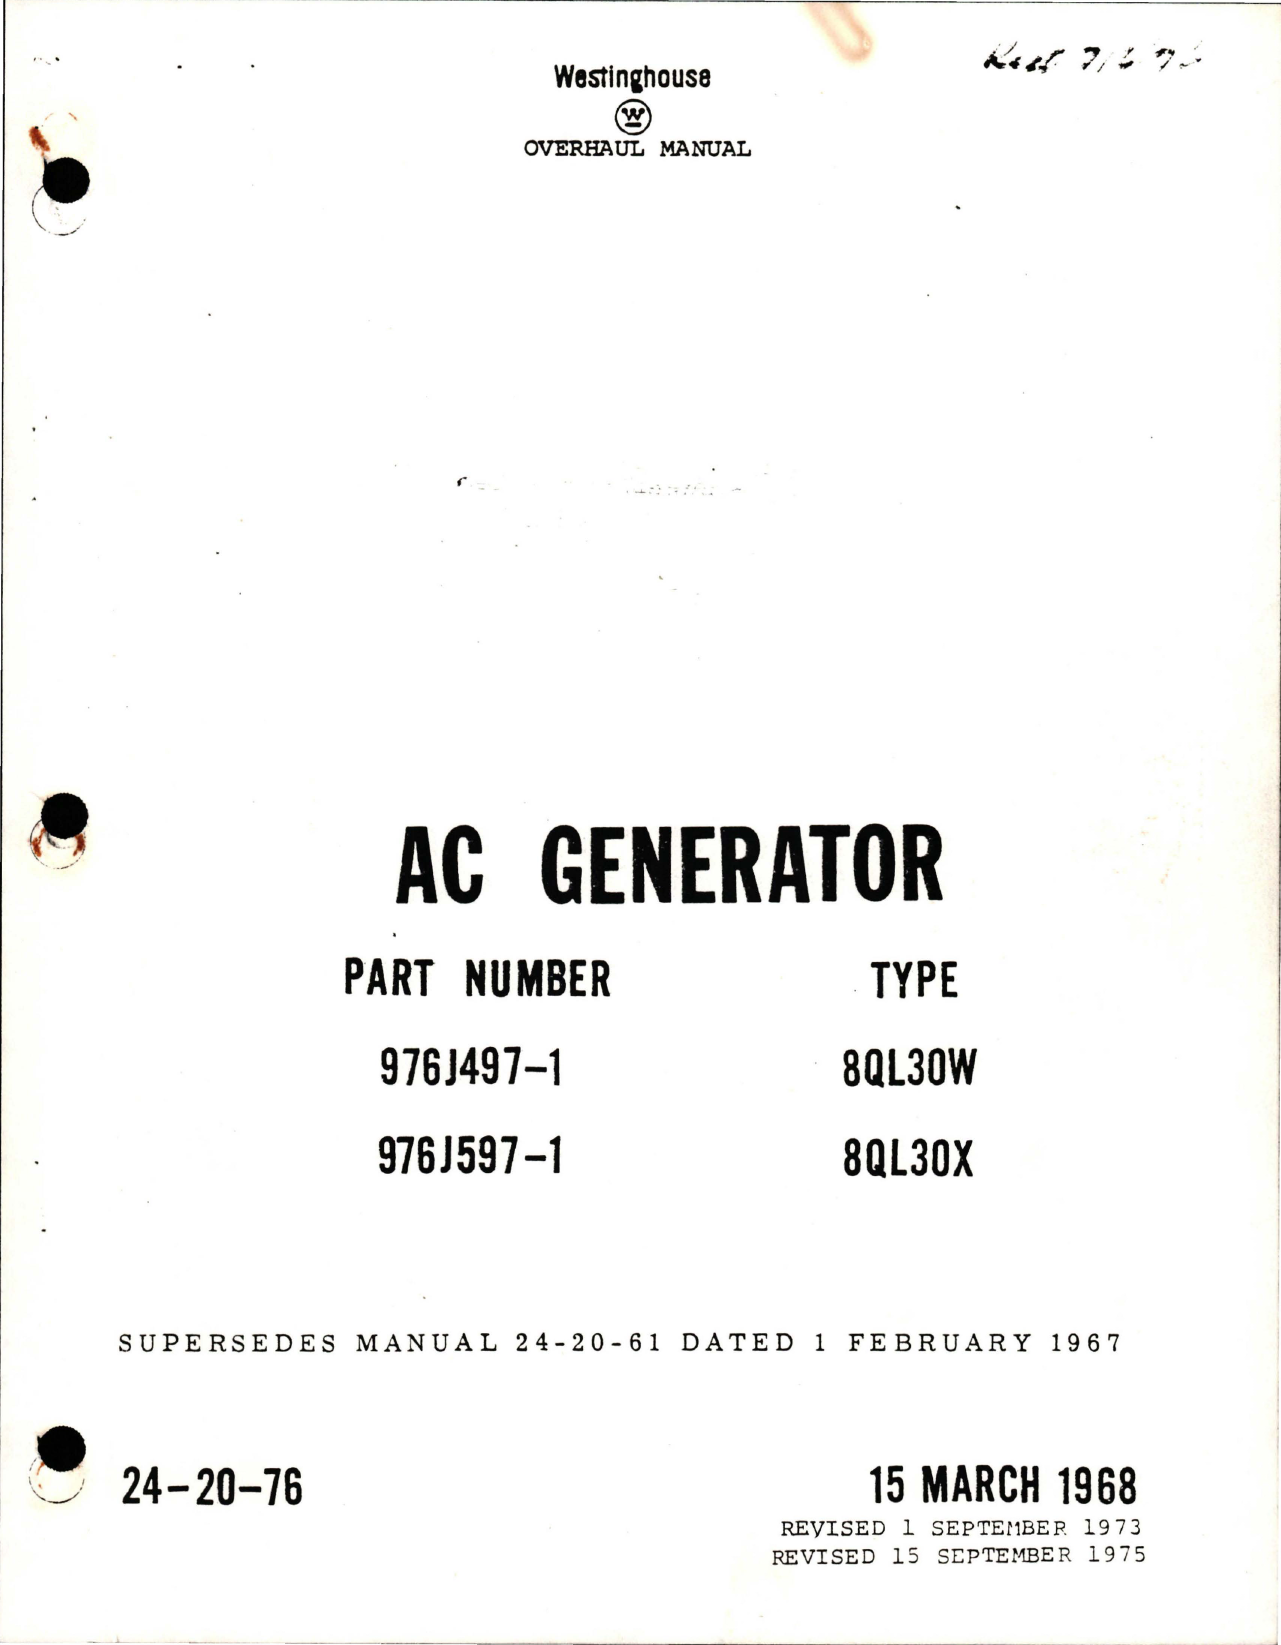 Westinghouse
W
OVERHAUL MANUAL
AC GENERATOR
PART NUMBER TYPE
976J497-1 8QL30W
976J597-1 8QL30X
SUPERSEDES MANUAL 24-20-61 DATED 1 FEBRUARY 1967
24-20-76 15 MARCH 1968
REVISED 1 SEPTEMBER 1973
REVISED 15 SEPTEMBER 1975